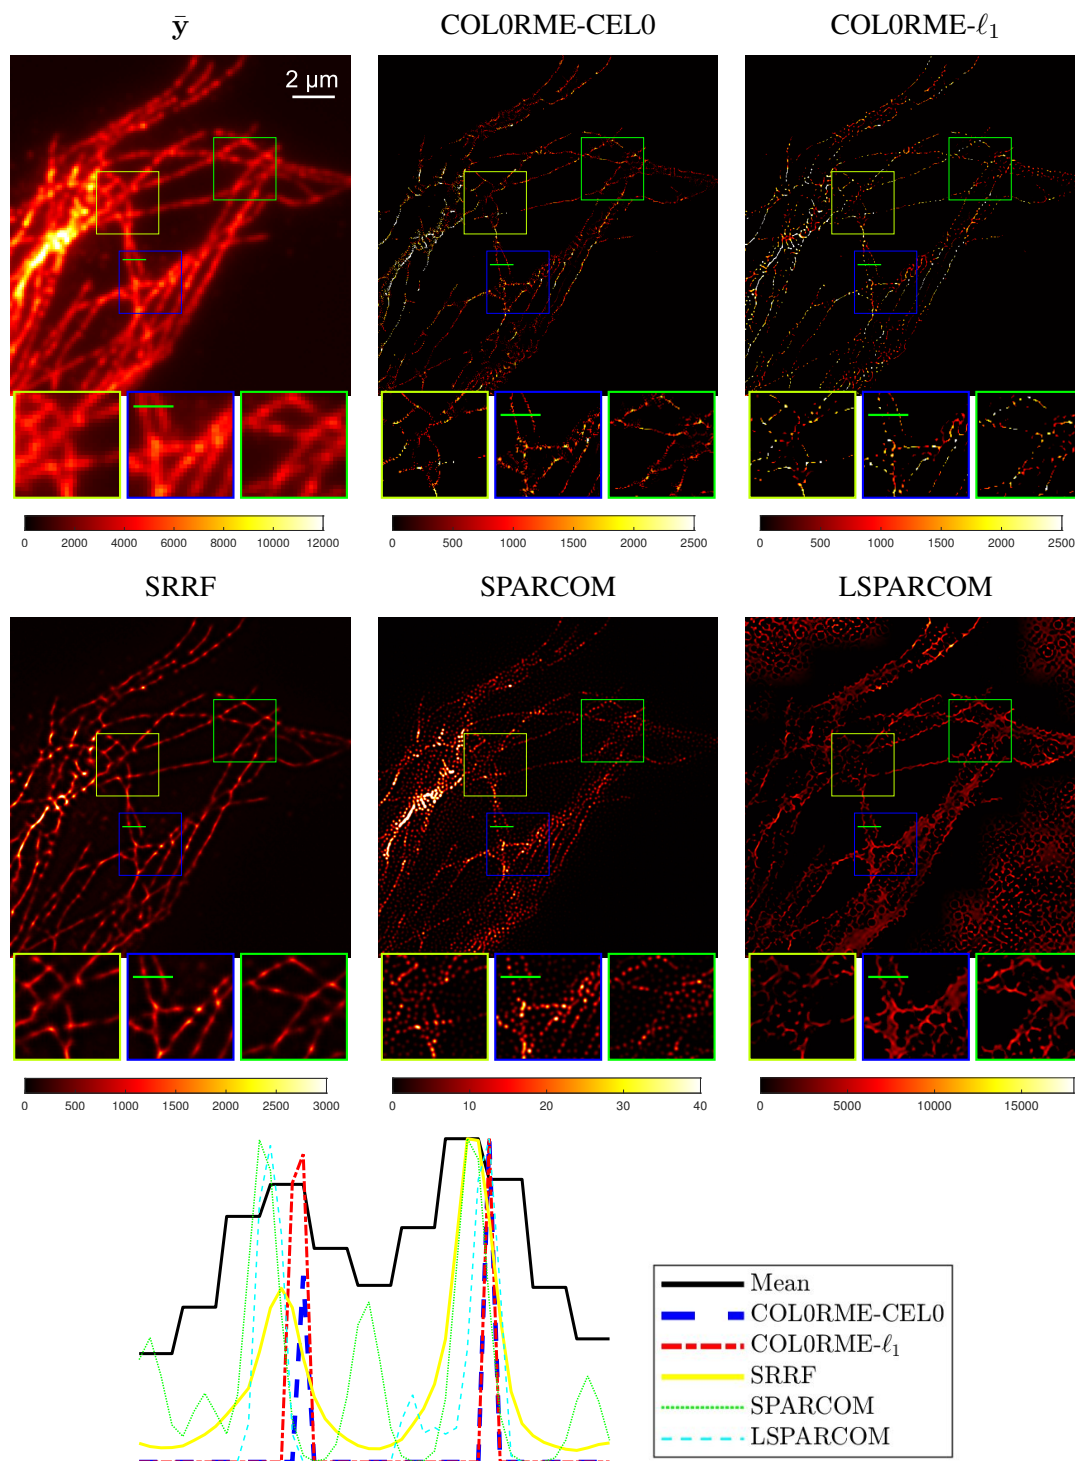 ȳ COL0RME-CEL0 COL0RME-ℓ₁
2 μm
0 2000 4000 6000 8000 10000 12000 0 500 1000 1500 2000 2500 0 500 1000 1500 2000 2500
SRRF SPARCOM LSPARCOM
0 500 1000 1500 2000 2500 3000 0 10 20 30 40 0 5000 10000 15000
Mean
COL0RME-CEL0
COL0RME-ℓ₁
SRRF
SPARCOM
LSPARCOM